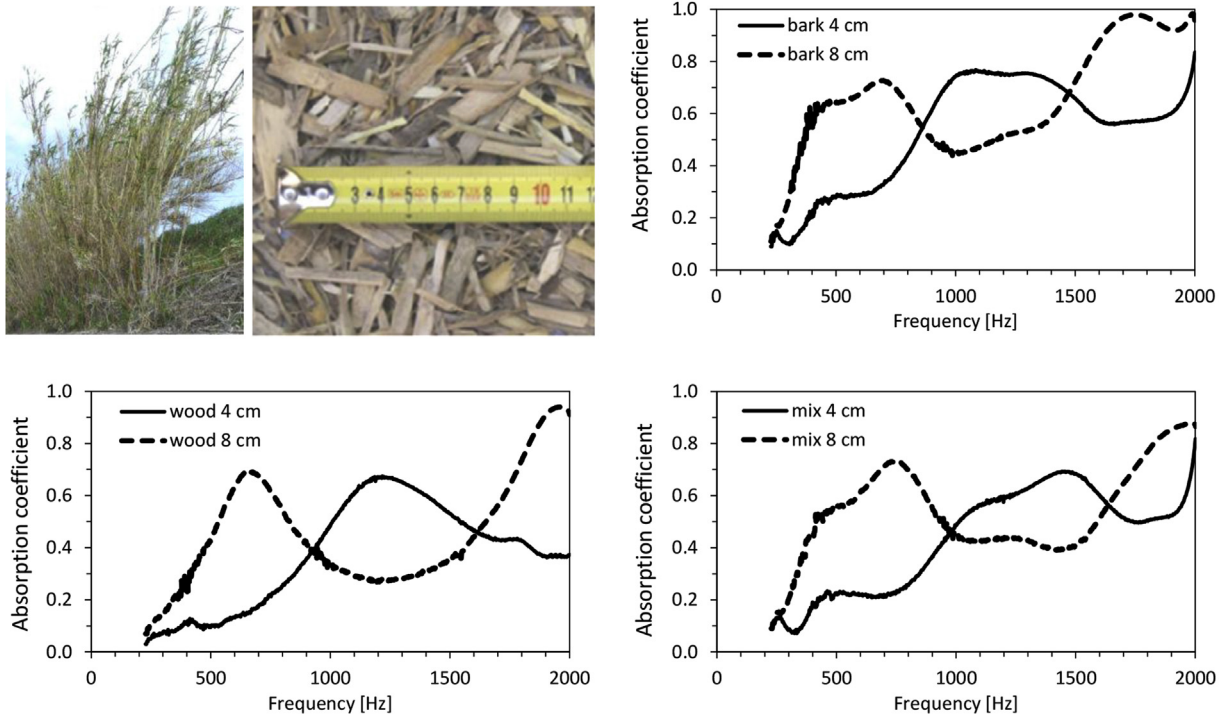 3 4 5 6 7 8 9 10 11
1.0
0.8
0.6
0.4
0.2
0.0
Absorption coefficient
bark 4 cm
bark 8 cm
0 500 1000 1500 2000
Frequency [Hz]
1.0
0.8
0.6
0.4
0.2
0.0
Absorption coefficient
wood 4 cm
wood 8 cm
0 500 1000 1500 2000
Frequency [Hz]
1.0
0.8
0.6
0.4
0.2
0.0
Absorption coefficient
mix 4 cm
mix 8 cm
0 500 1000 1500 2000
Frequency [Hz]